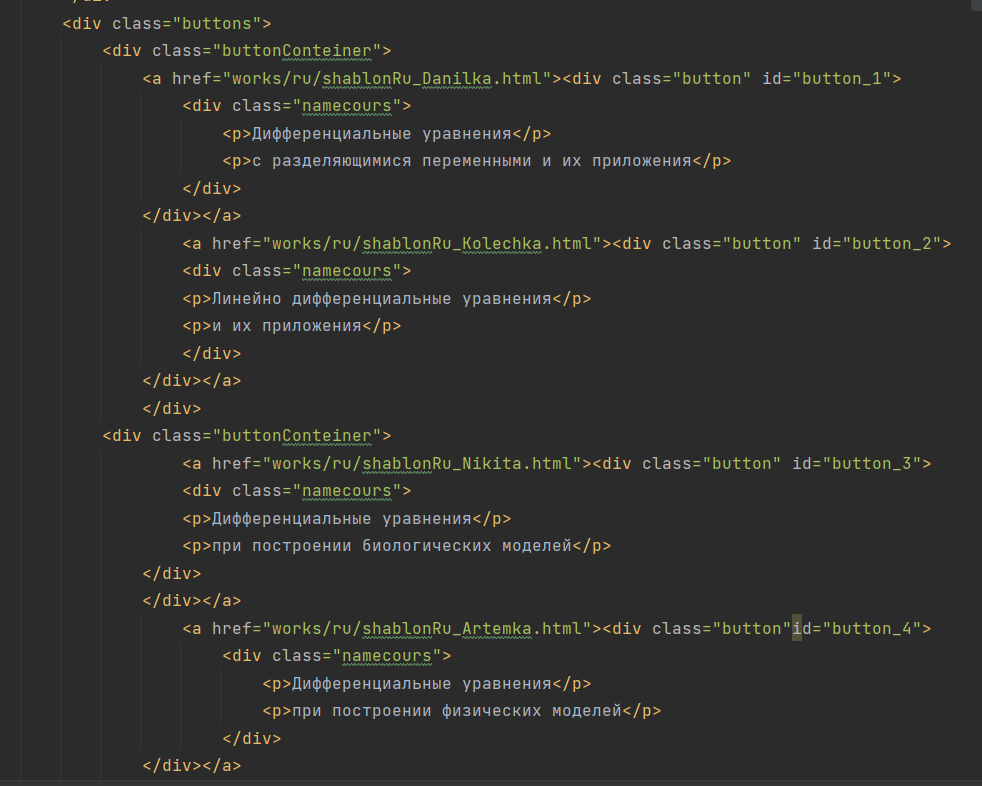 <div class="buttons">
<div class="buttonConteiner">
<a href="works/ru/shablonRu_Danilka.html"><div class="button" id="button_1">
<div class="namecours">
<p>Дифференциальные уравнения</p>
<p>с разделяющимися переменными и их приложения</p>
</div>
</div></a>
<a href="works/ru/shablonRu_Kolechka.html"><div class="button" id="button_2">
<div class="namecours">
<p>Линейно дифференциальные уравнения</p>
<p>и их приложения</p>
</div>
</div></a>
</div>
<div class="buttonConteiner">
<a href="works/ru/shablonRu_Nikita.html"><div class="button" id="button_3">
<div class="namecours">
<p>Дифференциальные уравнения</p>
<p>при построении биологических моделей</p>
</div>
</div></a>
<a href="works/ru/shablonRu_Artemka.html"><div class="button"id="button_4">
<div class="namecours">
<p>Дифференциальные уравнения</p>
<p>при построении физических моделей</p>
</div>
</div></a>